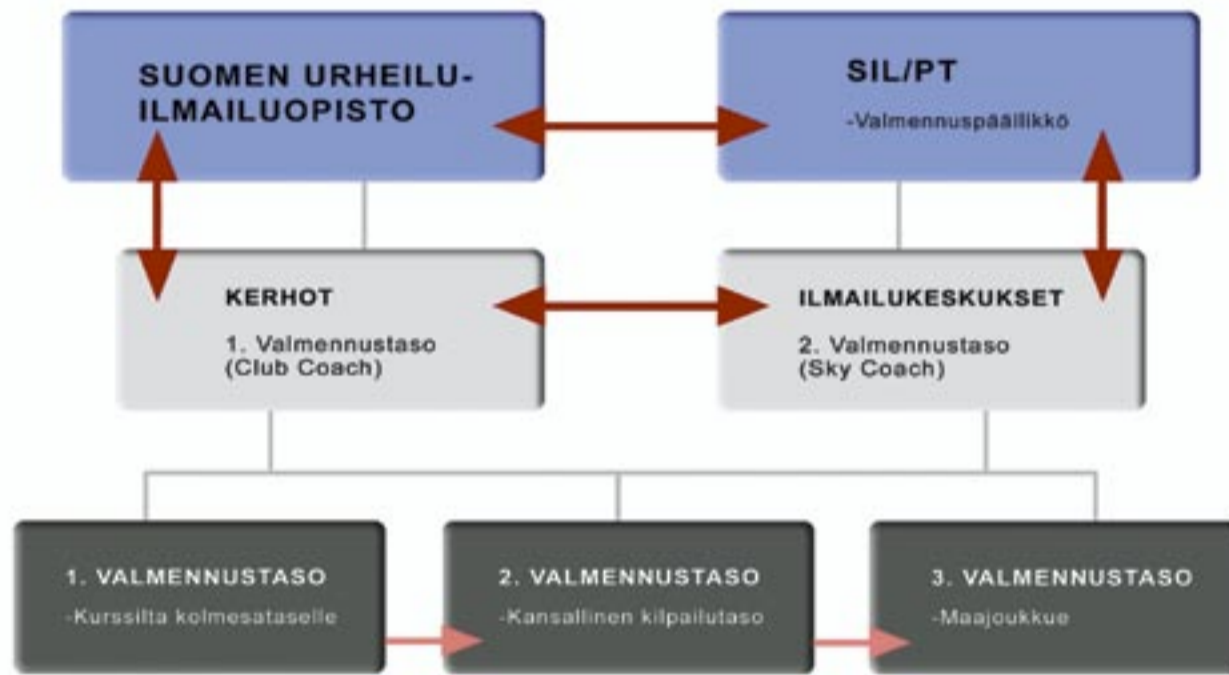 SUOMEN URHEILU-
ILMAILUOPISTO
SIL/PT
-Valmennuspäällikkö
KERHOT
1. Valmennustaso
(Club Coach)
ILMAILUKESKUKSET
2. Valmennustaso
(Sky Coach)
1. VALMENNUSTASO
-Kurssilta kolmesataselle
2. VALMENNUSTASO
-Kansallinen kilpailutaso
3. VALMENNUSTASO
-Maajoukkue